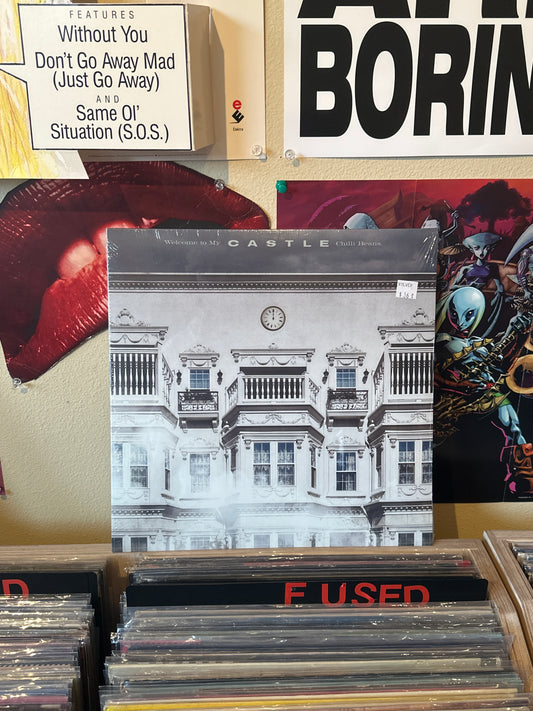 FEATURES
Without You
Don't Go Away Mad
(Just Go Away)
AND
Same Ol'
Situation (S.O.S.)
e
Elektra
BORIN
Welcome to My CASTLE Chilli Beans.
D
F USED